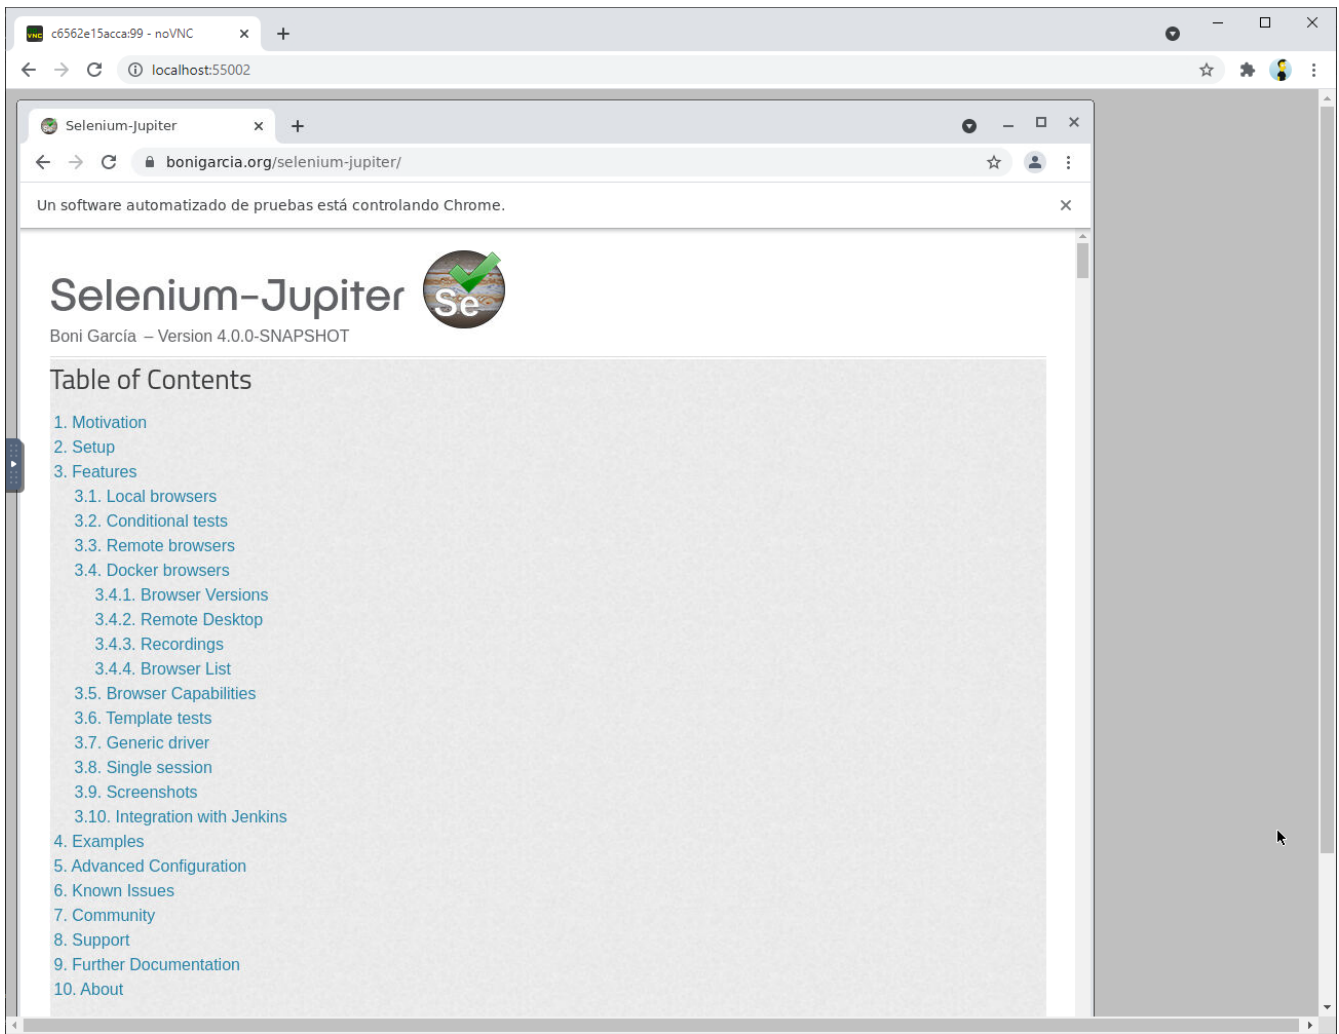 c6562e15acca:99 - noVNC
localhost:55002
Selenium-Jupiter
bonigarcia.org/selenium-jupiter/
Un software automatizado de pruebas está controlando Chrome.
Selenium-Jupiter
Se
Boni García – Version 4.0.0-SNAPSHOT
Table of Contents
1. Motivation
2. Setup
3. Features
3.1. Local browsers
3.2. Conditional tests
3.3. Remote browsers
3.4. Docker browsers
3.4.1. Browser Versions
3.4.2. Remote Desktop
3.4.3. Recordings
3.4.4. Browser List
3.5. Browser Capabilities
3.6. Template tests
3.7. Generic driver
3.8. Single session
3.9. Screenshots
3.10. Integration with Jenkins
4. Examples
5. Advanced Configuration
6. Known Issues
7. Community
8. Support
9. Further Documentation
10. About